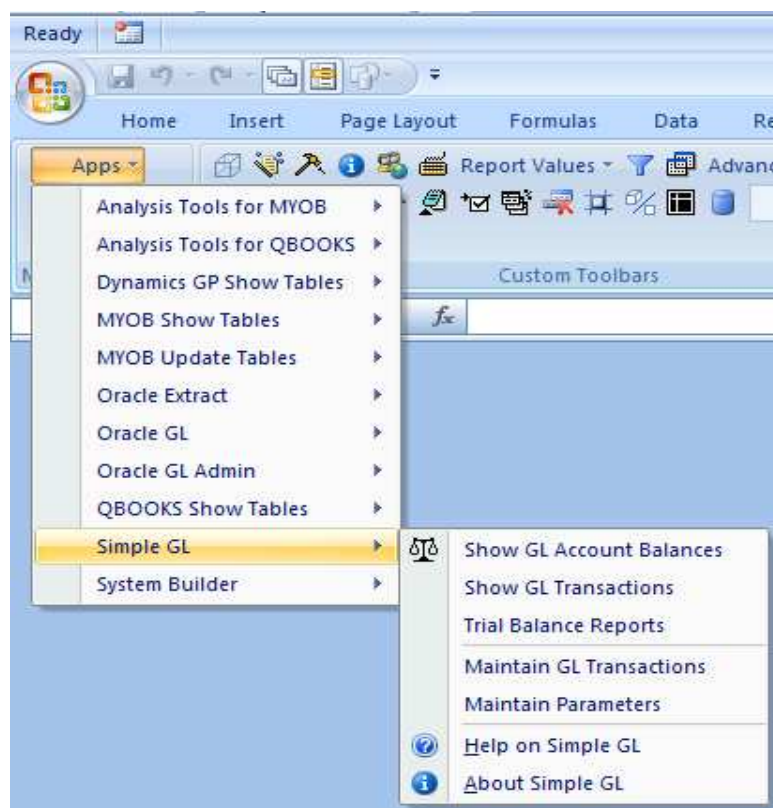 Ready
Home Insert Page Layout Formulas Data Re
Apps Report Values Advanc
Custom Toolbars
fx
Analysis Tools for MYOB
Analysis Tools for QBOOKS
Dynamics GP Show Tables
MYOB Show Tables
MYOB Update Tables
Oracle Extract
Oracle GL
Oracle GL Admin
QBOOKS Show Tables
Simple GL
System Builder
Show GL Account Balances
Show GL Transactions
Trial Balance Reports
Maintain GL Transactions
Maintain Parameters
Help on Simple GL
About Simple GL